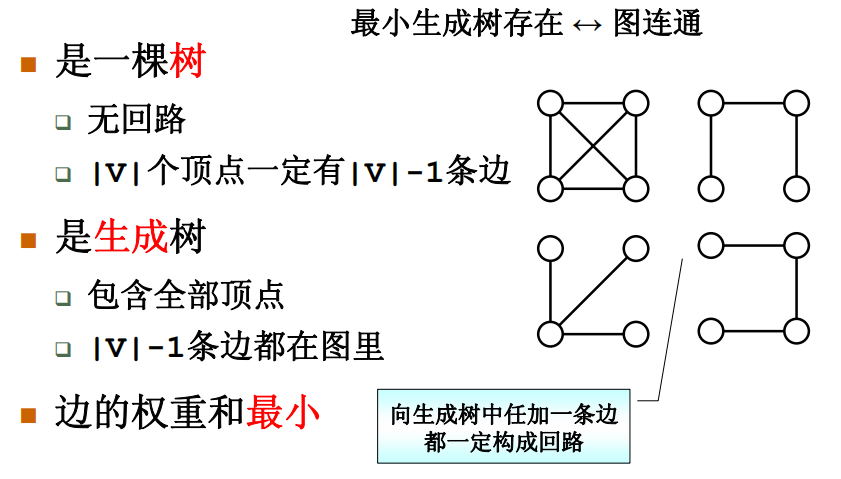 最小生成树存在 ↔ 图连通
是一棵树
无回路
|V|个顶点一定有|V|-1条边
是生成树
包含全部顶点
|V|-1条边都在图里
边的权重和最小
向生成树中任加一条边
都一定构成回路